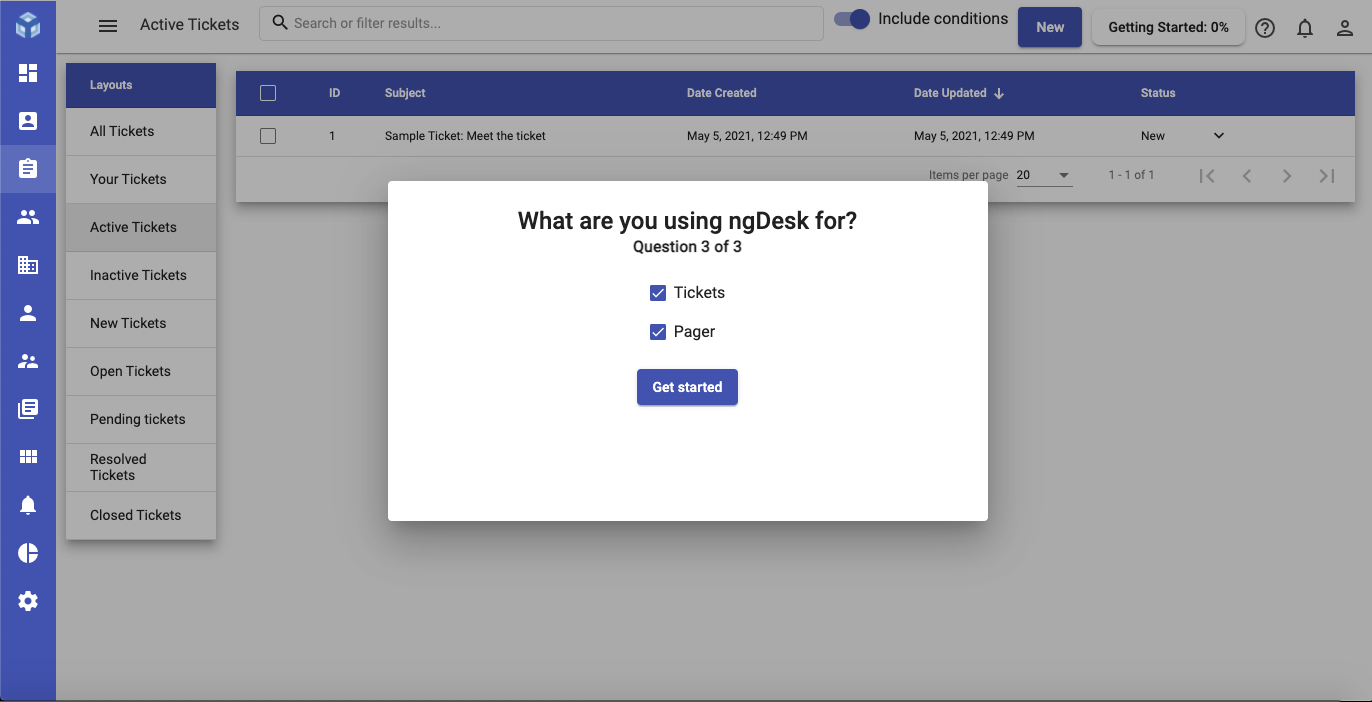 Active Tickets
Search or filter results...
Include conditions
New
Getting Started: 0%
Layouts
All Tickets
Your Tickets
Active Tickets
Inactive Tickets
New Tickets
Open Tickets
Pending tickets
Resolved
Tickets
Closed Tickets
ID Subject Date Created Date Updated Status
1 Sample Ticket: Meet the ticket May 5, 2021, 12:49 PM May 5, 2021, 12:49 PM New
Items per page 20 1 - 1 of 1
What are you using ngDesk for?
Question 3 of 3
Tickets
Pager
Get started